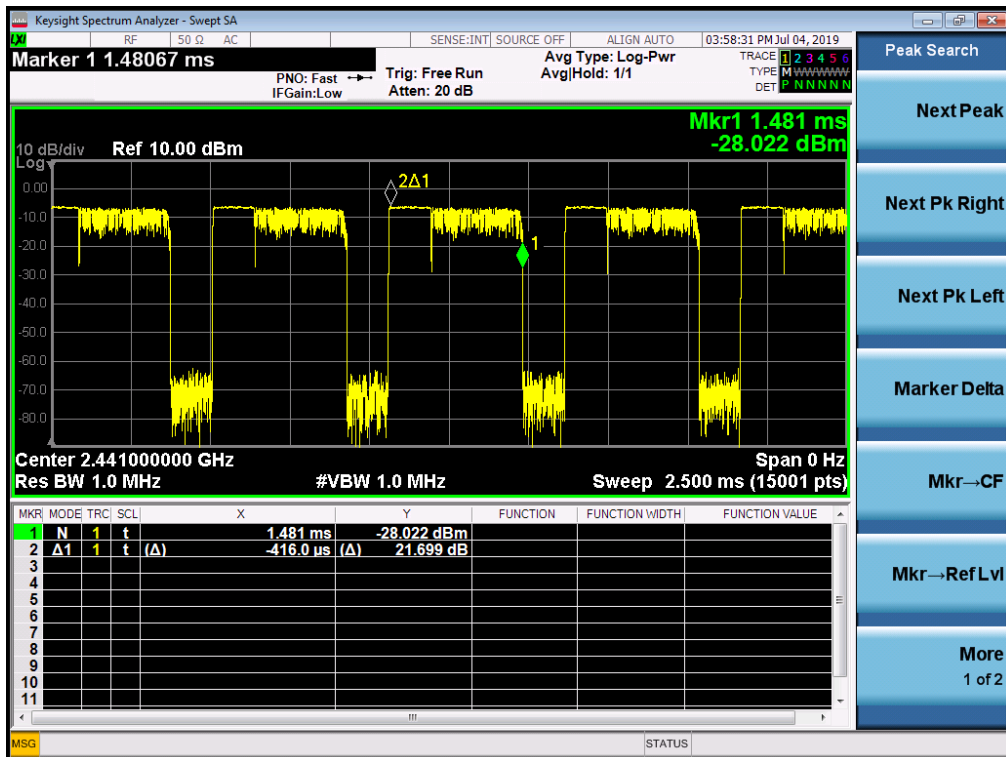 Keysight Spectrum Analyzer - Swept SA
LXI RF 50 Ω AC SENSE:INT SOURCE OFF ALIGN AUTO 03:58:31 PM Jul 04, 2019
Marker 1 1.48067 ms
PNO: Fast
IFGain:Low
Trig: Free Run
Atten: 20 dB
Avg Type: Log-Pwr
Avg|Hold: 1/1
TRACE 1 2 3 4 5 6
TYPE M WWWWW
DET P N N N N N
Mkr1 1.481 ms
-28.022 dBm
10 dB/div Ref 10.00 dBm
Log
0.00
-10.0
-20.0
-30.0
-40.0
-50.0
-60.0
-70.0
-80.0
2Δ1
1
Center 2.441000000 GHz Span 0 Hz
Res BW 1.0 MHz #VBW 1.0 MHz Sweep 2.500 ms (15001 pts)
MKR MODE TRC SCL X Y FUNCTION FUNCTION WIDTH FUNCTION VALUE
1 N 1 t 1.481 ms -28.022 dBm
2 Δ1 1 t (Δ) -416.0 µs (Δ) 21.699 dB
3
4
5
6
7
8
9
10
11
MSG STATUS
Peak Search
Next Peak
Next Pk Right
Next Pk Left
Marker Delta
Mkr→CF
Mkr→Ref Lvl
More
1 of 2